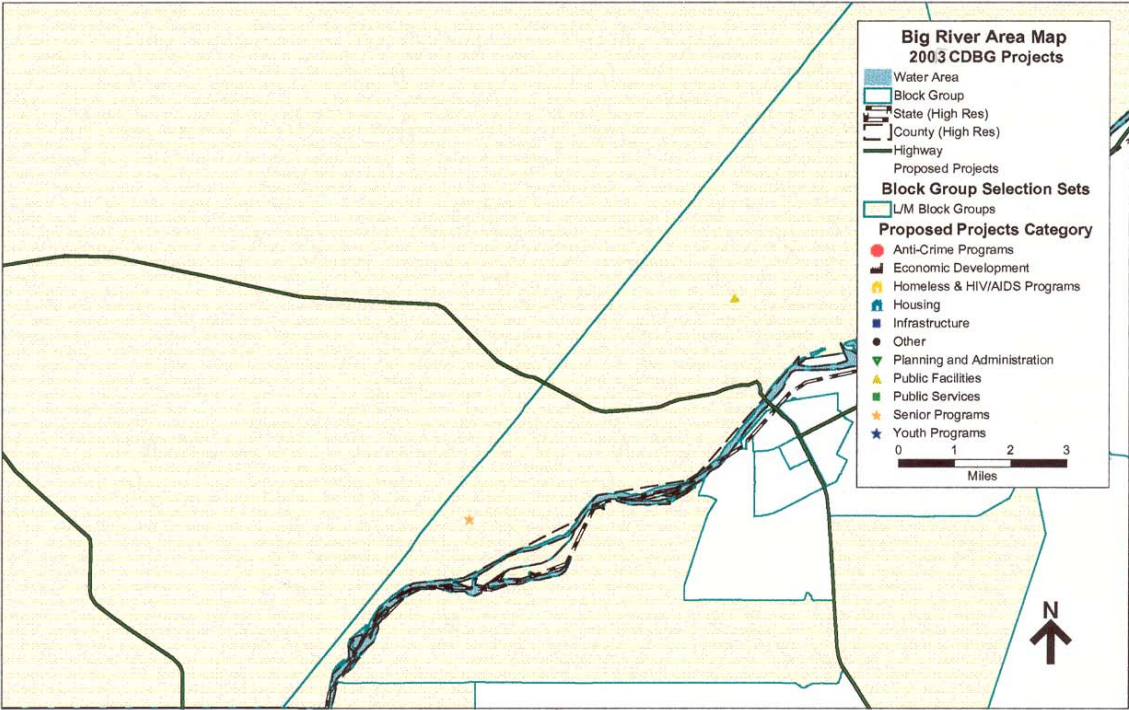 Big River Area Map
2003 CDBG Projects
Water Area
Block Group
State (High Res)
County (High Res)
Highway
Proposed Projects
Block Group Selection Sets
L/M Block Groups
Proposed Projects Category
Anti-Crime Programs
Economic Development
Homeless & HIV/AIDS Programs
Housing
Infrastructure
Other
Planning and Administration
Public Facilities
Public Services
Senior Programs
Youth Programs
0 1 2 3
Miles
N